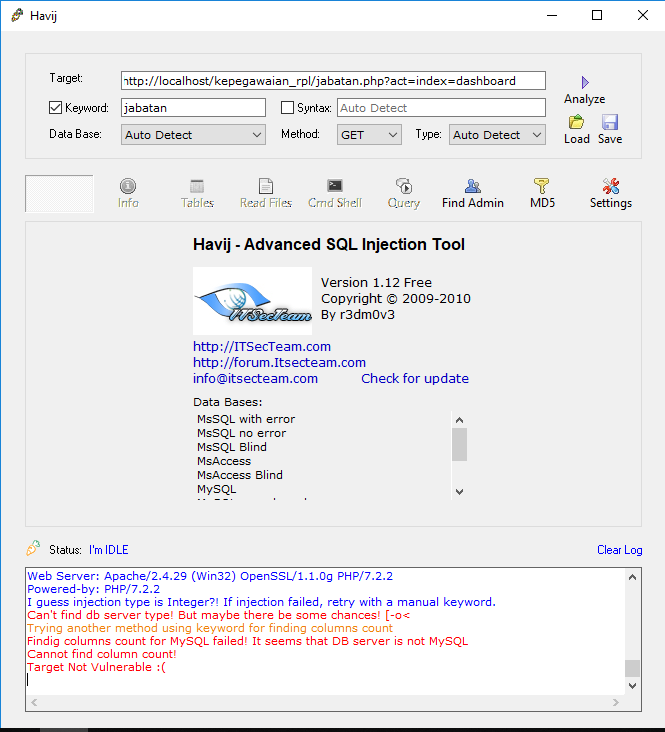 Havij
Target: http://localhost/kepegawaian_rpl/jabatan.php?act=index=dashboard
Analyze
Keyword: jabatan Syntax: Auto Detect
Data Base: Auto Detect Method: GET Type: Auto Detect
Load Save
Info Tables Read Files Cmd Shell Query Find Admin MD5 Settings
Havij - Advanced SQL Injection Tool
ITSecTeam
Version 1.12 Free
Copyright © 2009-2010
By r3dm0v3
http://ITSecTeam.com
http://forum.Itsecteam.com
info@itsecteam.com Check for update
Data Bases:
MsSQL with error
MsSQL no error
MsSQL Blind
MsAccess
MsAccess Blind
MySQL
Status: I'm IDLE Clear Log
Web Server: Apache/2.4.29 (Win32) OpenSSL/1.1.0g PHP/7.2.2
Powered-by: PHP/7.2.2
I guess injection type is Integer?! If injection failed, retry with a manual keyword.
Can't find db server type! But maybe there be some chances! [-o<
Trying another method using keyword for finding columns count
Findig columns count for MySQL failed! It seems that DB server is not MySQL
Cannot find column count!
Target Not Vulnerable :(